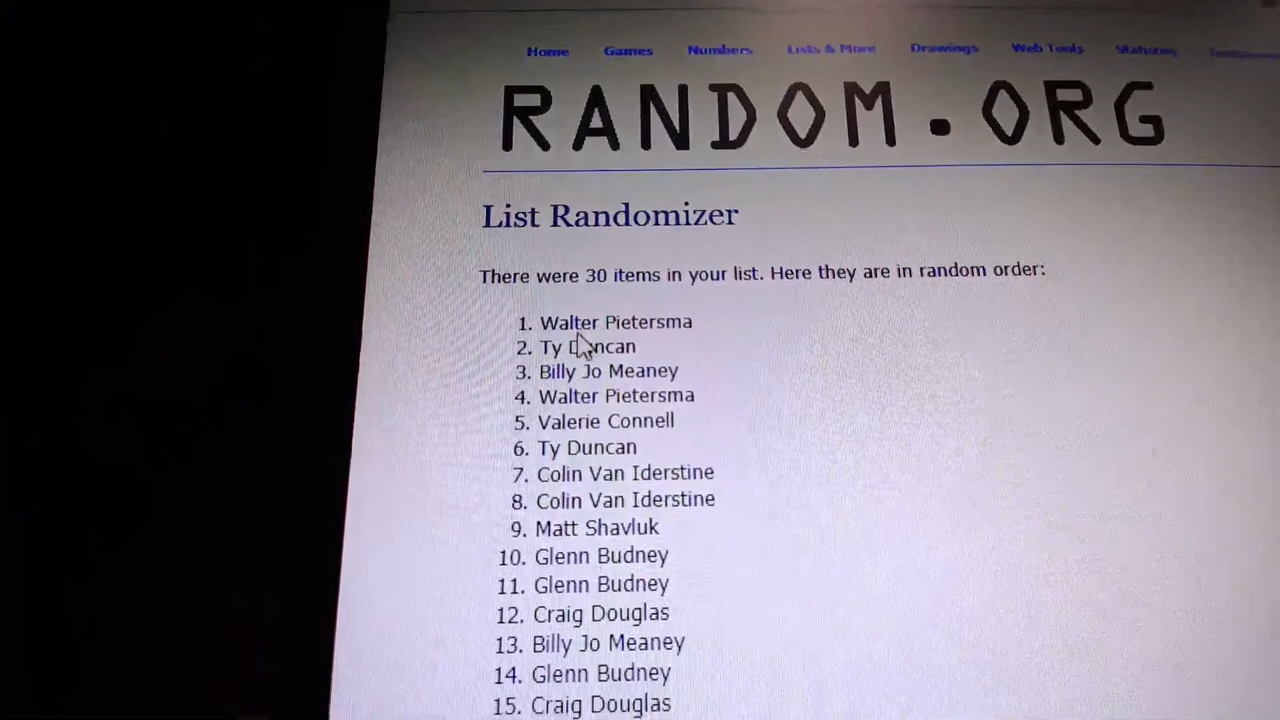 Home Games Numbers Lists & More Drawings Web Tools Statistics
RANDOM.ORG
List Randomizer
There were 30 items in your list. Here they are in random order:
1. Walter Pietersma
2. Ty Duncan
3. Billy Jo Meaney
4. Walter Pietersma
5. Valerie Connell
6. Ty Duncan
7. Colin Van Iderstine
8. Colin Van Iderstine
9. Matt Shavluk
10. Glenn Budney
11. Glenn Budney
12. Craig Douglas
13. Billy Jo Meaney
14. Glenn Budney
15. Craig Douglas